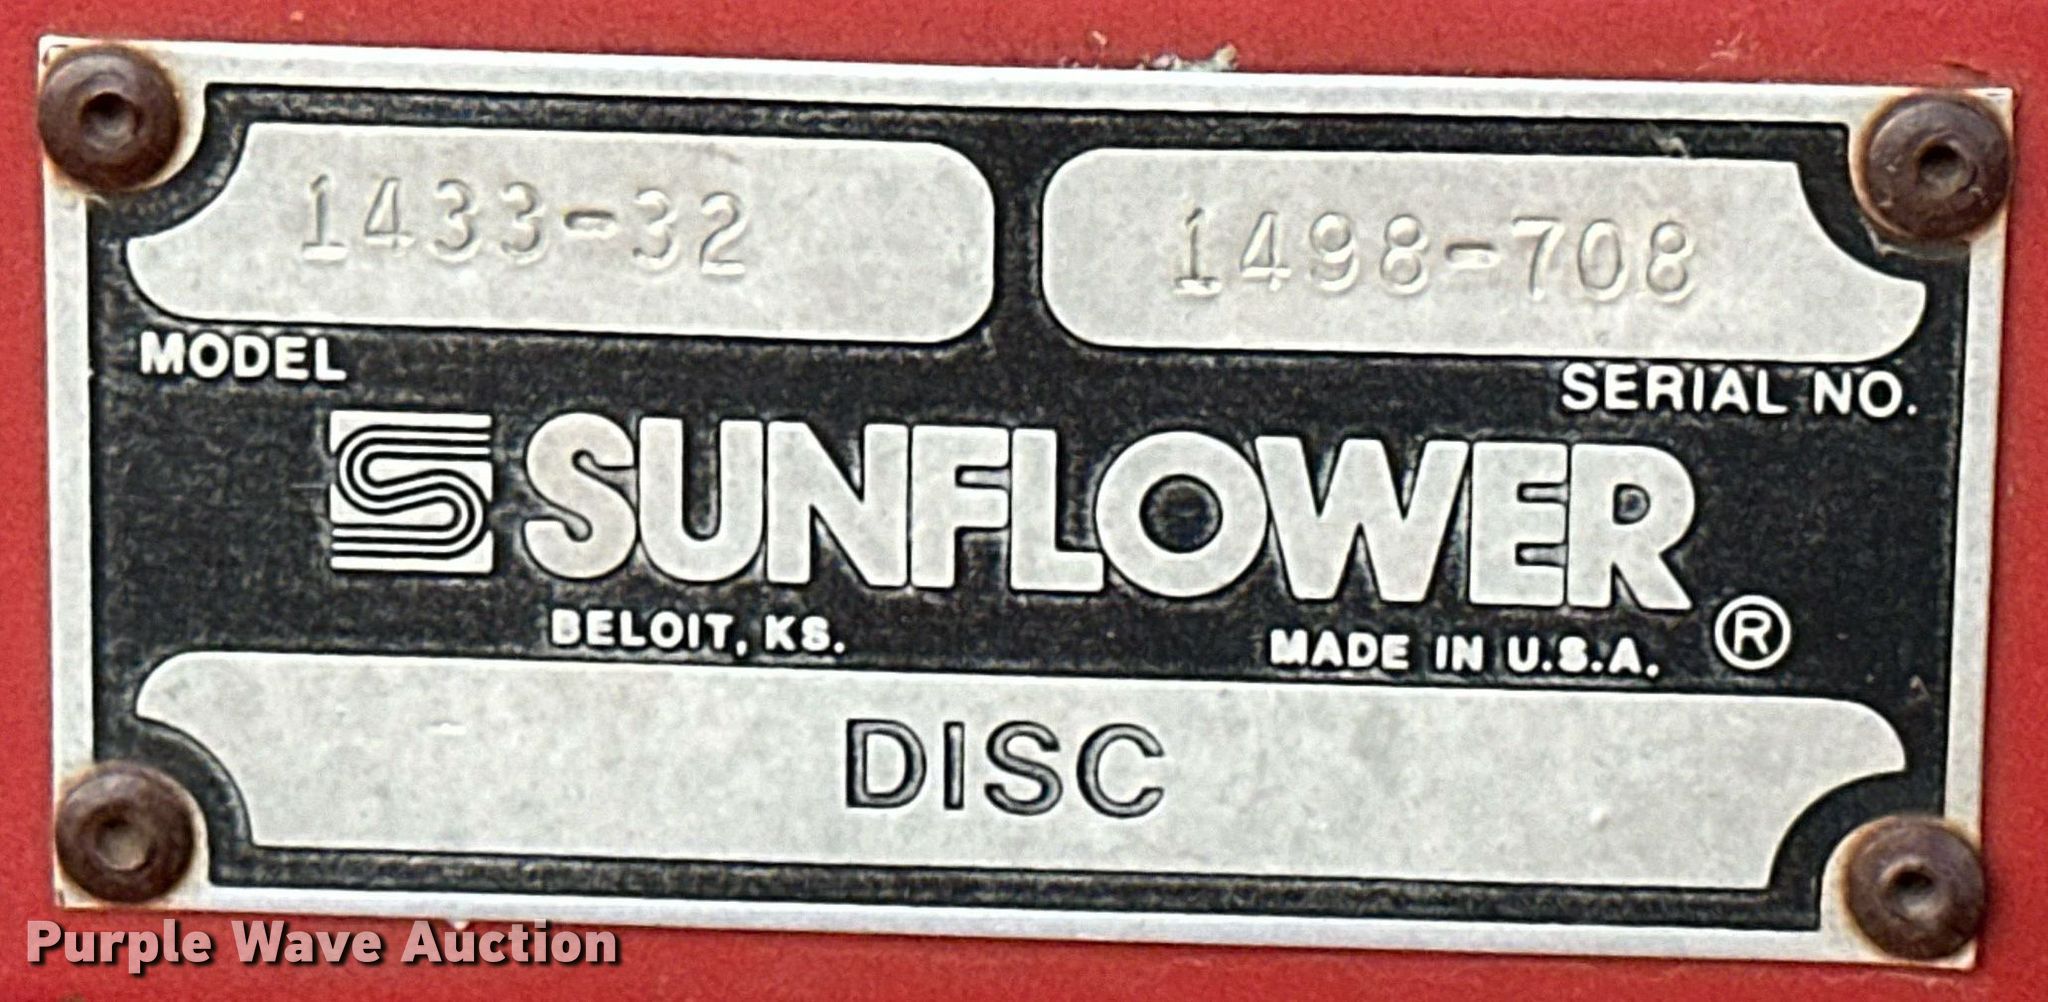 1433-32 1498-708
MODEL SERIAL NO.
SUNFLOWER ®
BELOIT, KS. MADE IN U.S.A.
DISC
Purple Wave Auction